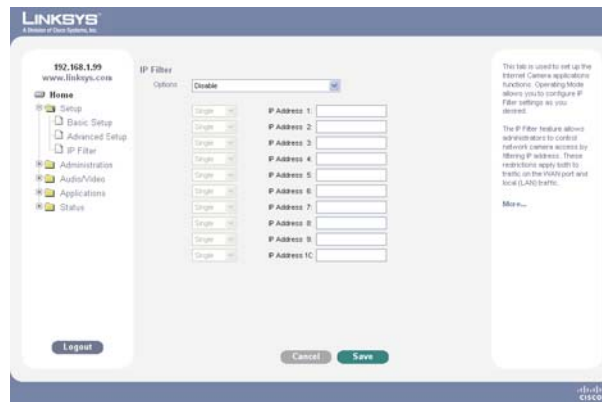 LINKSYS®
A Division of Cisco Systems, Inc.
192.168.1.99
www.linksys.com
Home
Setup
Basic Setup
Advanced Setup
IP Filter
Administration
Audio/Video
Applications
Status
Logout
IP Filter
Options Disable
Single IP Address 1:
Single IP Address 2:
Single IP Address 3:
Single IP Address 4:
Single IP Address 5:
Single IP Address 6:
Single IP Address 7:
Single IP Address 8:
Single IP Address 9:
Single IP Address 10
Cancel Save
This tab is used to set up the
Internet Camera applications
functions. Operating Mode
allows you to configure IP
Filter settings as you
desired.
The IP Filter feature allows
administrators to control
network camera access by
filtering IP address. These
restrictions apply both to
traffic on the WAN port and
local (LAN) traffic.
More...
CISCO